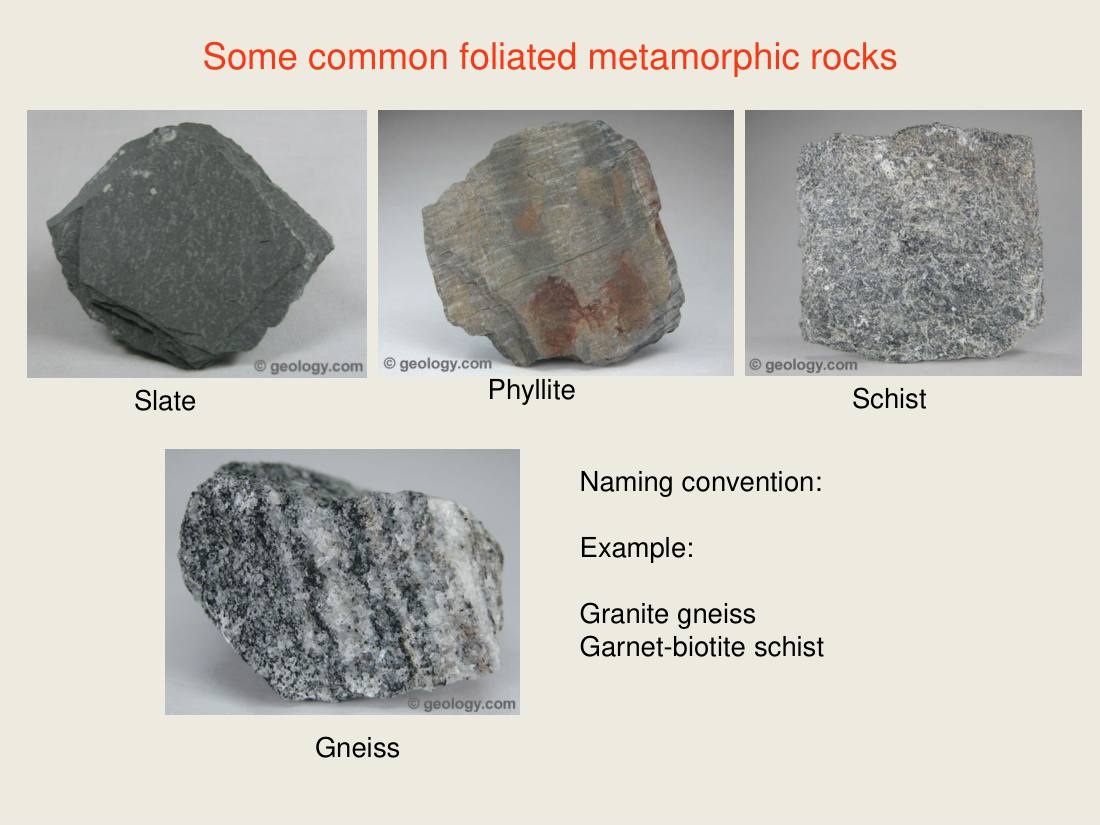 Some common foliated metamorphic rocks
© geology.com
© geology.com
© geology.com
Slate
Phyllite
Schist
© geology.com
Gneiss
Naming convention:
Example:
Granite gneiss
Garnet-biotite schist